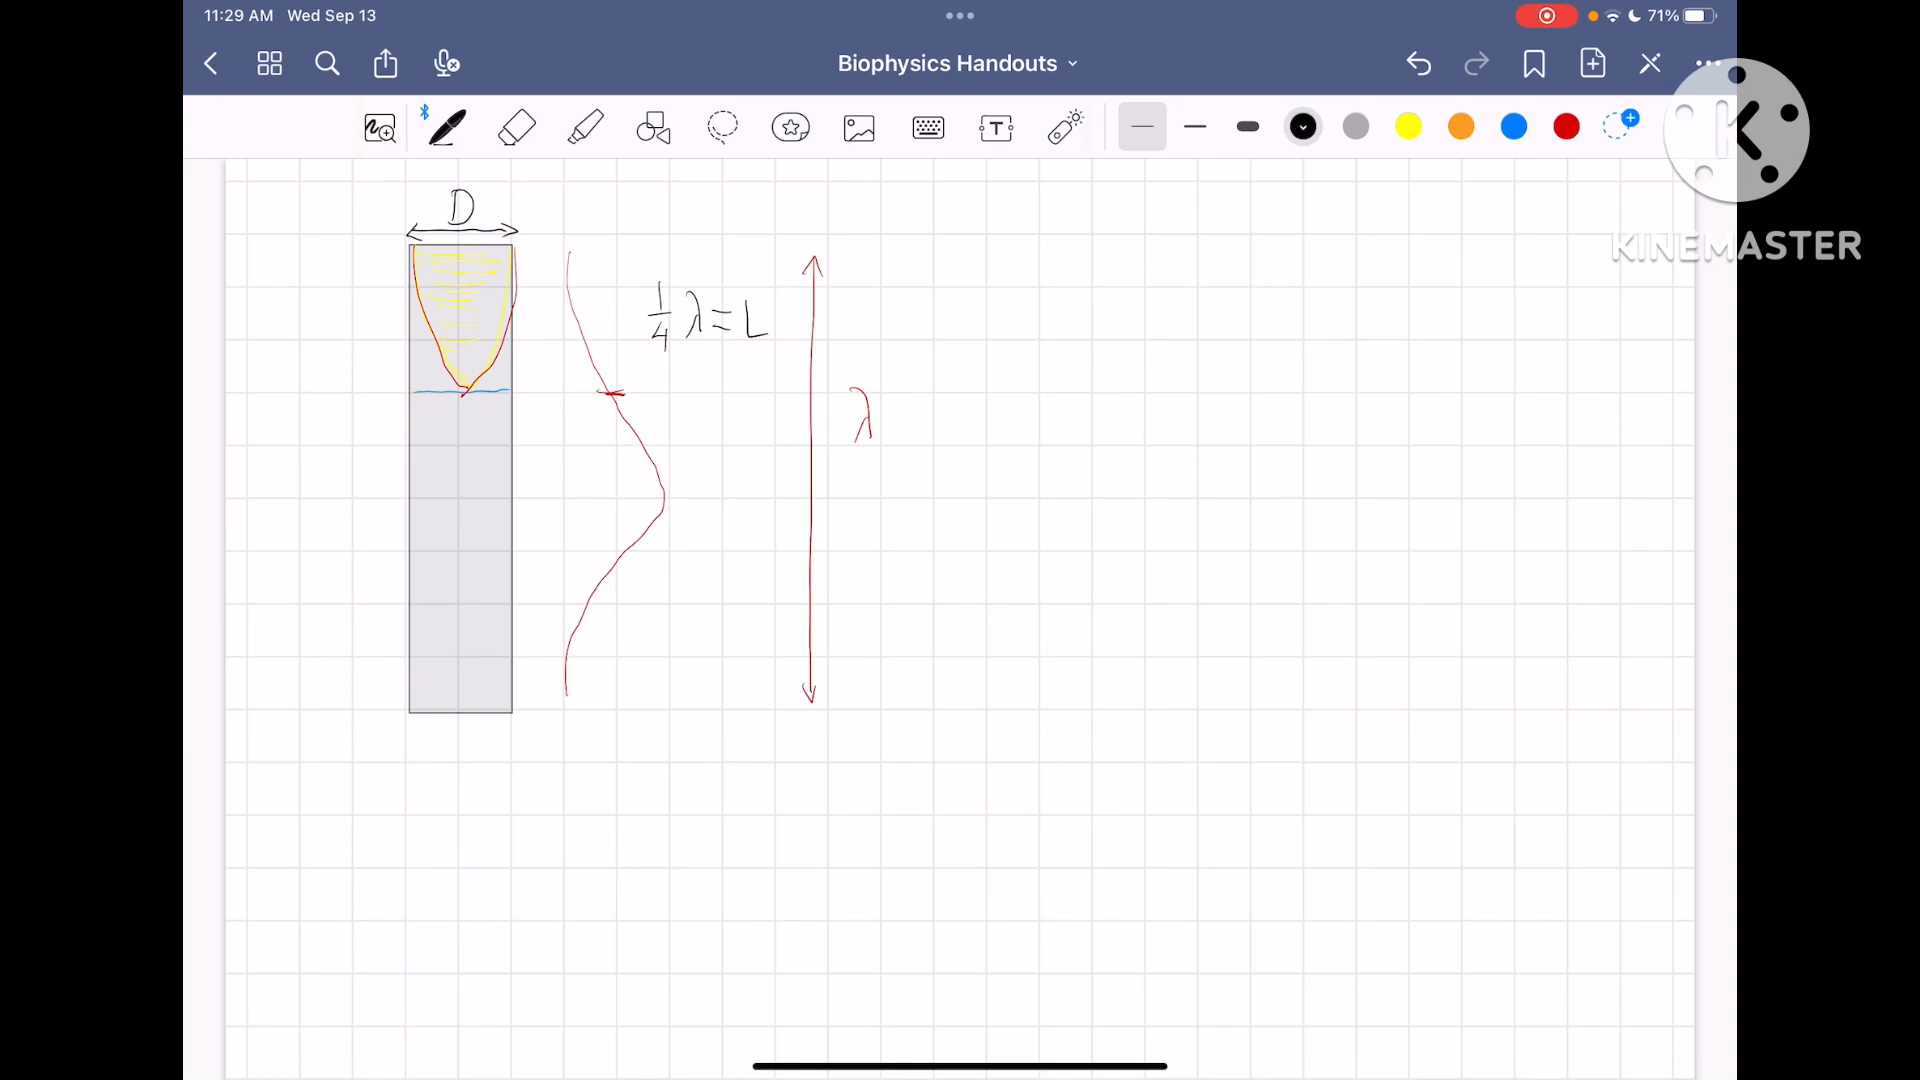 11:29 AM Wed Sep 13
71%
Biophysics Handouts
KINEMASTER
D
1/4 λ = L
λ